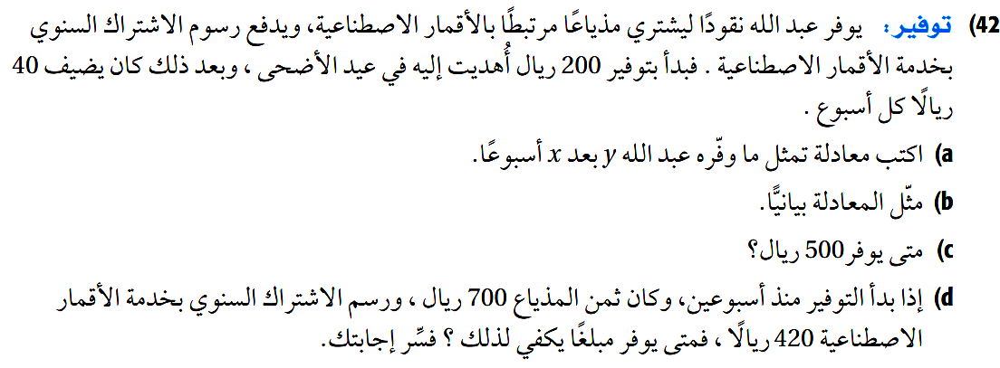 42) توفير: يوفر عبد الله نقودًا ليشتري مذياعًا مرتبطًا بالأقمار الاصطناعية، ويدفع رسوم الاشتراك السنوي
بخدمة الأقمار الاصطناعية . فبدأ بتوفير 200 ريال أُهديت إليه في عيد الأضحى ، وبعد ذلك كان يضيف 40
ريالًا كل أسبوع .
a) اكتب معادلة تمثل ما وفّره عبد الله y بعد x أسبوعًا.
b) مثّل المعادلة بيانيًّا.
c) متى يوفر 500 ريال؟
d) إذا بدأ التوفير منذ أسبوعين، وكان ثمن المذياع 700 ريال ، ورسم الاشتراك السنوي بخدمة الأقمار
الاصطناعية 420 ريالًا ، فمتى يوفر مبلغًا يكفي لذلك ؟ فسِّر إجابتك.